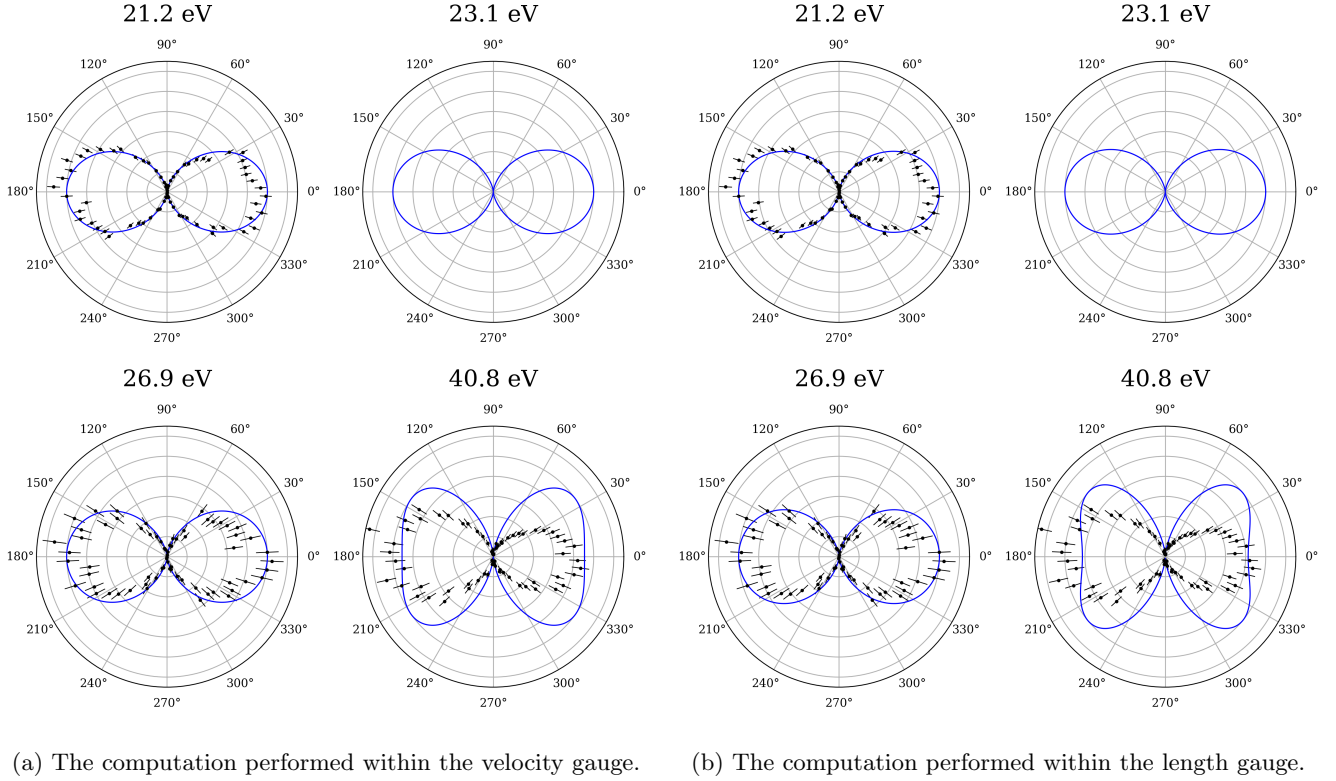 21.2 eV 23.1 eV 21.2 eV 23.1 eV
90° 90° 90° 90°
120° 60° 120° 60° 120° 60° 120° 60°
150° 30° 150° 30° 150° 30° 150° 30°
180° 0° 180° 0° 180° 0° 180° 0°
210° 330° 210° 330° 210° 330° 210° 330°
240° 300° 240° 300° 240° 300° 240° 300°
270° 270° 270° 270°
26.9 eV 40.8 eV 26.9 eV 40.8 eV
90° 90° 90° 90°
120° 60° 120° 60° 120° 60° 120° 60°
150° 30° 150° 30° 150° 30° 150° 30°
180° 0° 180° 0° 180° 0° 180° 0°
210° 330° 210° 330° 210° 330° 210° 330°
240° 300° 240° 300° 240° 300° 240° 300°
270° 270° 270° 270°
(a) The computation performed within the velocity gauge. (b) The computation performed within the length gauge.